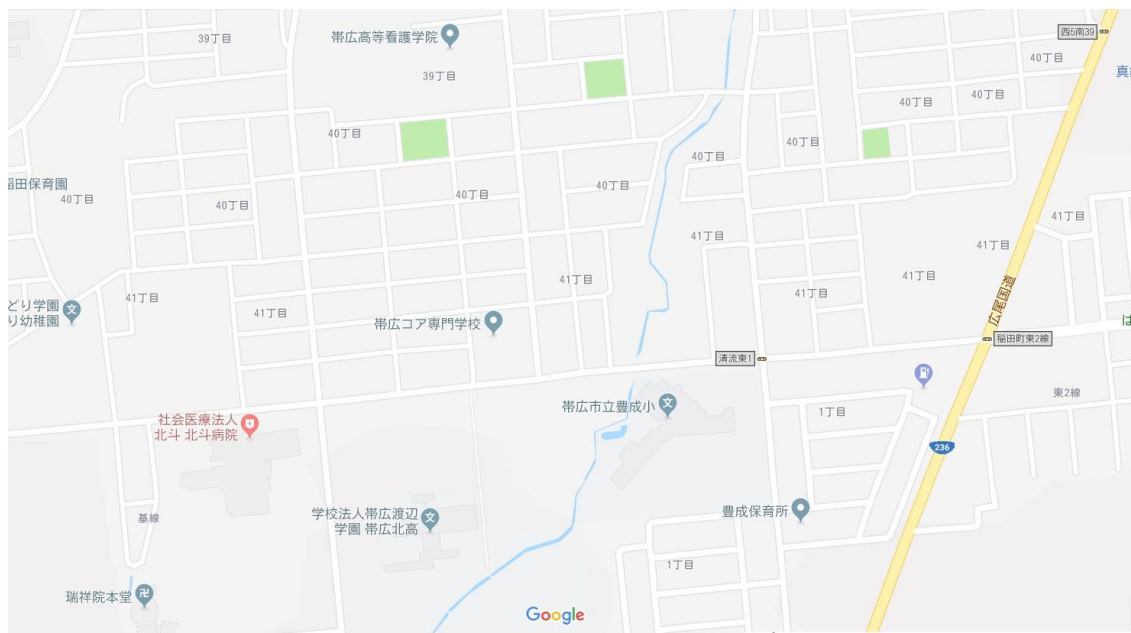 39丁目
帯広高等看護学院
39丁目
西5南39
40丁目
40丁目
40丁目
40丁目
40丁目
40丁目
稲田保育園
40丁目
40丁目
40丁目
40丁目
41丁目
41丁目
41丁目
41丁目
41丁目
41丁目
41丁目
41丁目
広尾国道
どり学園
り幼稚園
帯広コア専門学校
稲田町東2線
清流東1
東2線
1丁目
帯広市立豊成小
社会医療法人
北斗 北斗病院
236
基線
学校法人帯広渡辺
学園 帯広北高
豊成保育所
1丁目
瑞祥院本堂
Google